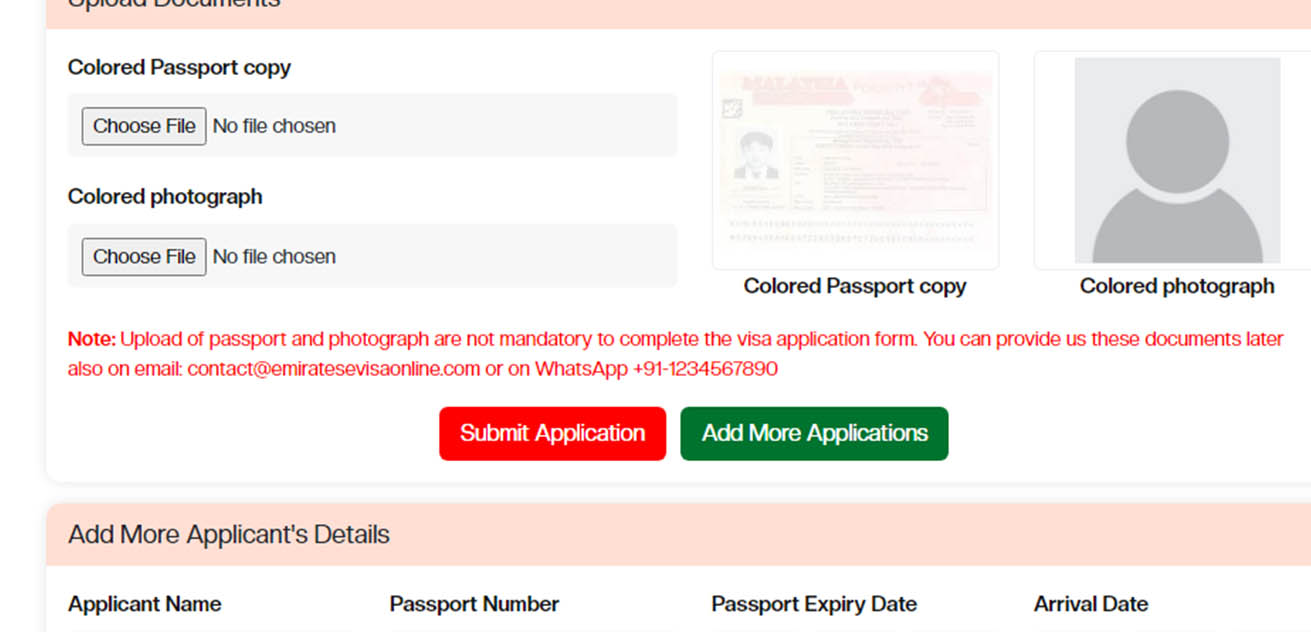 Upload Documents
Colored Passport copy
Choose File No file chosen
Colored photograph
Choose File No file chosen
Colored Passport copy
Colored photograph
Note: Upload of passport and photograph are not mandatory to complete the visa application form. You can provide us these documents later
also on email: contact@emiratesevisaonline.com or on WhatsApp +91-1234567890
Submit Application
Add More Applications
Add More Applicant's Details
Applicant Name
Passport Number
Passport Expiry Date
Arrival Date